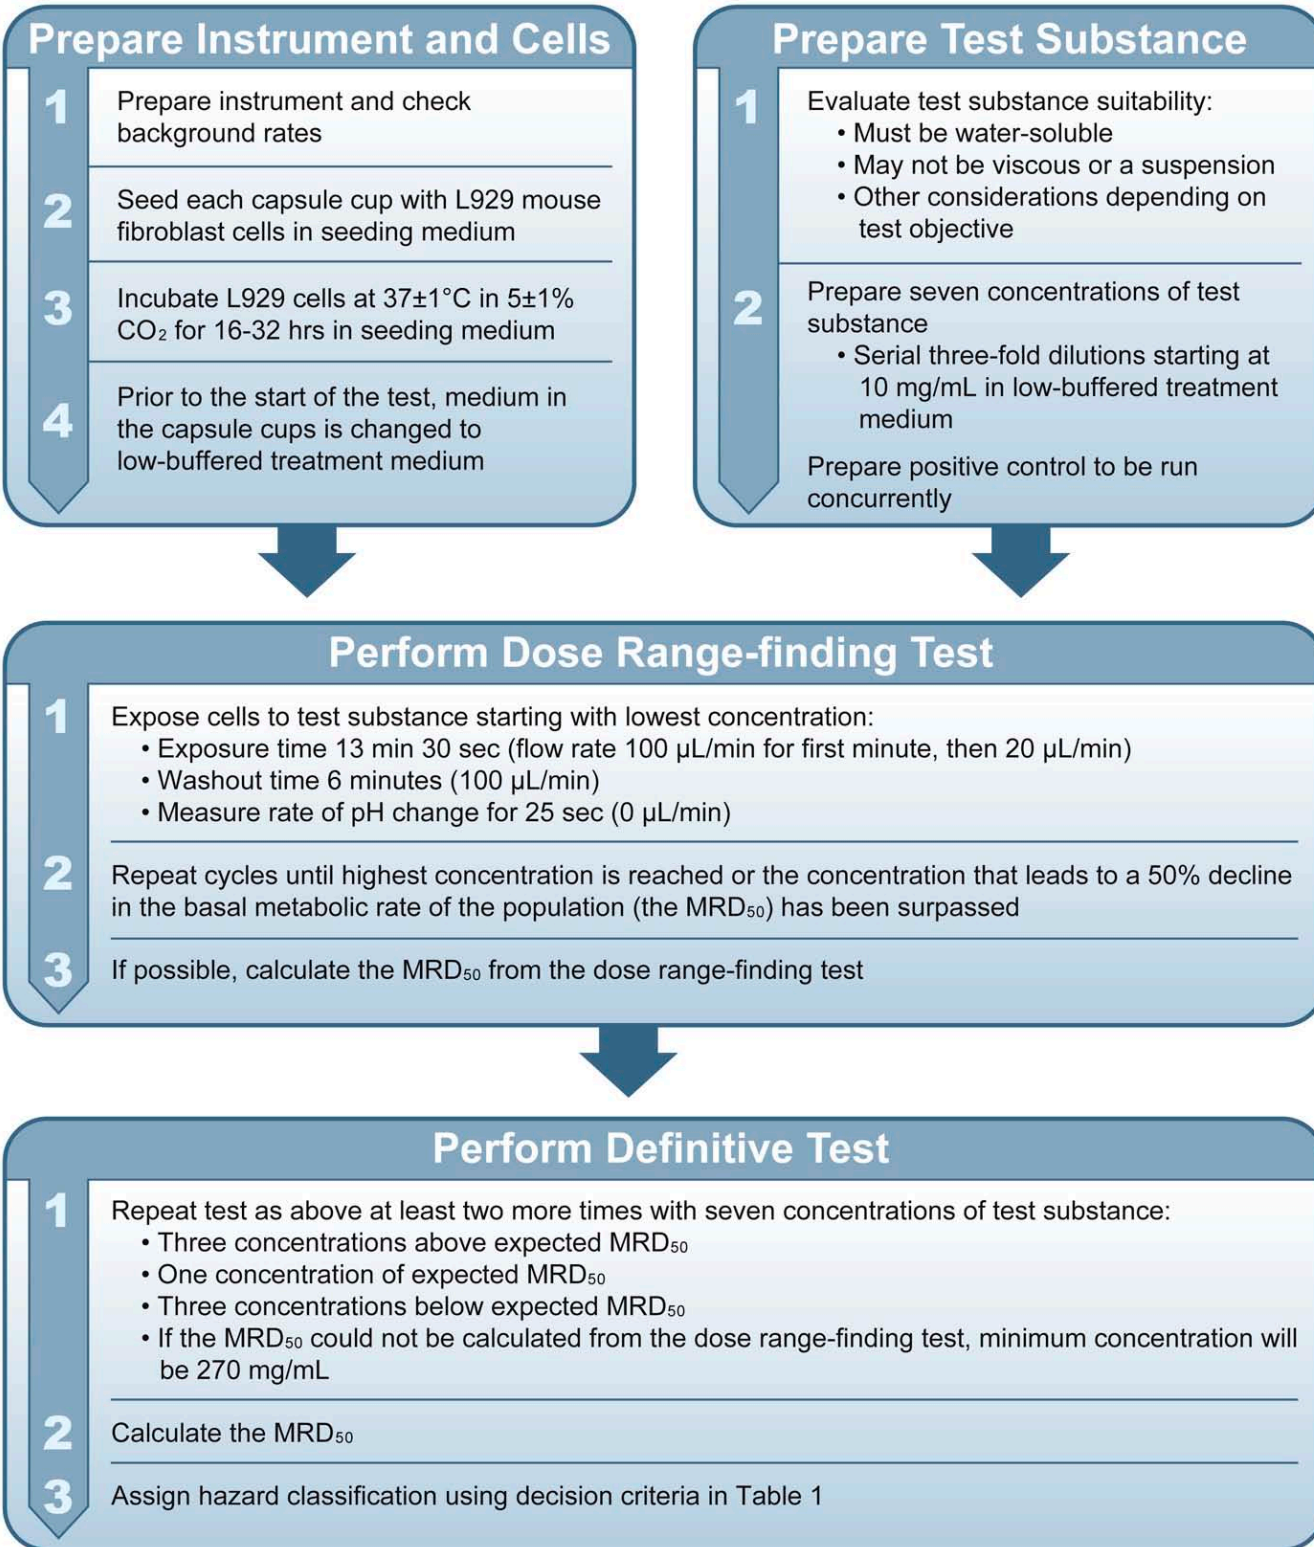 Prepare Instrument and Cells
1
Prepare instrument and check
background rates
2
Seed each capsule cup with L929 mouse
fibroblast cells in seeding medium
3
Incubate L929 cells at 37±1°C in 5±1%
CO₂ for 16-32 hrs in seeding medium
4
Prior to the start of the test, medium in
the capsule cups is changed to
low-buffered treatment medium
Prepare Test Substance
1
Evaluate test substance suitability:
• Must be water-soluble
• May not be viscous or a suspension
• Other considerations depending on
test objective
2
Prepare seven concentrations of test
substance
• Serial three-fold dilutions starting at
10 mg/mL in low-buffered treatment
medium
Prepare positive control to be run
concurrently
Perform Dose Range-finding Test
1
Expose cells to test substance starting with lowest concentration:
• Exposure time 13 min 30 sec (flow rate 100 µL/min for first minute, then 20 µL/min)
• Washout time 6 minutes (100 µL/min)
• Measure rate of pH change for 25 sec (0 µL/min)
2
Repeat cycles until highest concentration is reached or the concentration that leads to a 50% decline
in the basal metabolic rate of the population (the MRD₅₀) has been surpassed
3
If possible, calculate the MRD₅₀ from the dose range-finding test
Perform Definitive Test
1
Repeat test as above at least two more times with seven concentrations of test substance:
• Three concentrations above expected MRD₅₀
• One concentration of expected MRD₅₀
• Three concentrations below expected MRD₅₀
• If the MRD₅₀ could not be calculated from the dose range-finding test, minimum concentration will
be 270 mg/mL
2
Calculate the MRD₅₀
3
Assign hazard classification using decision criteria in Table 1